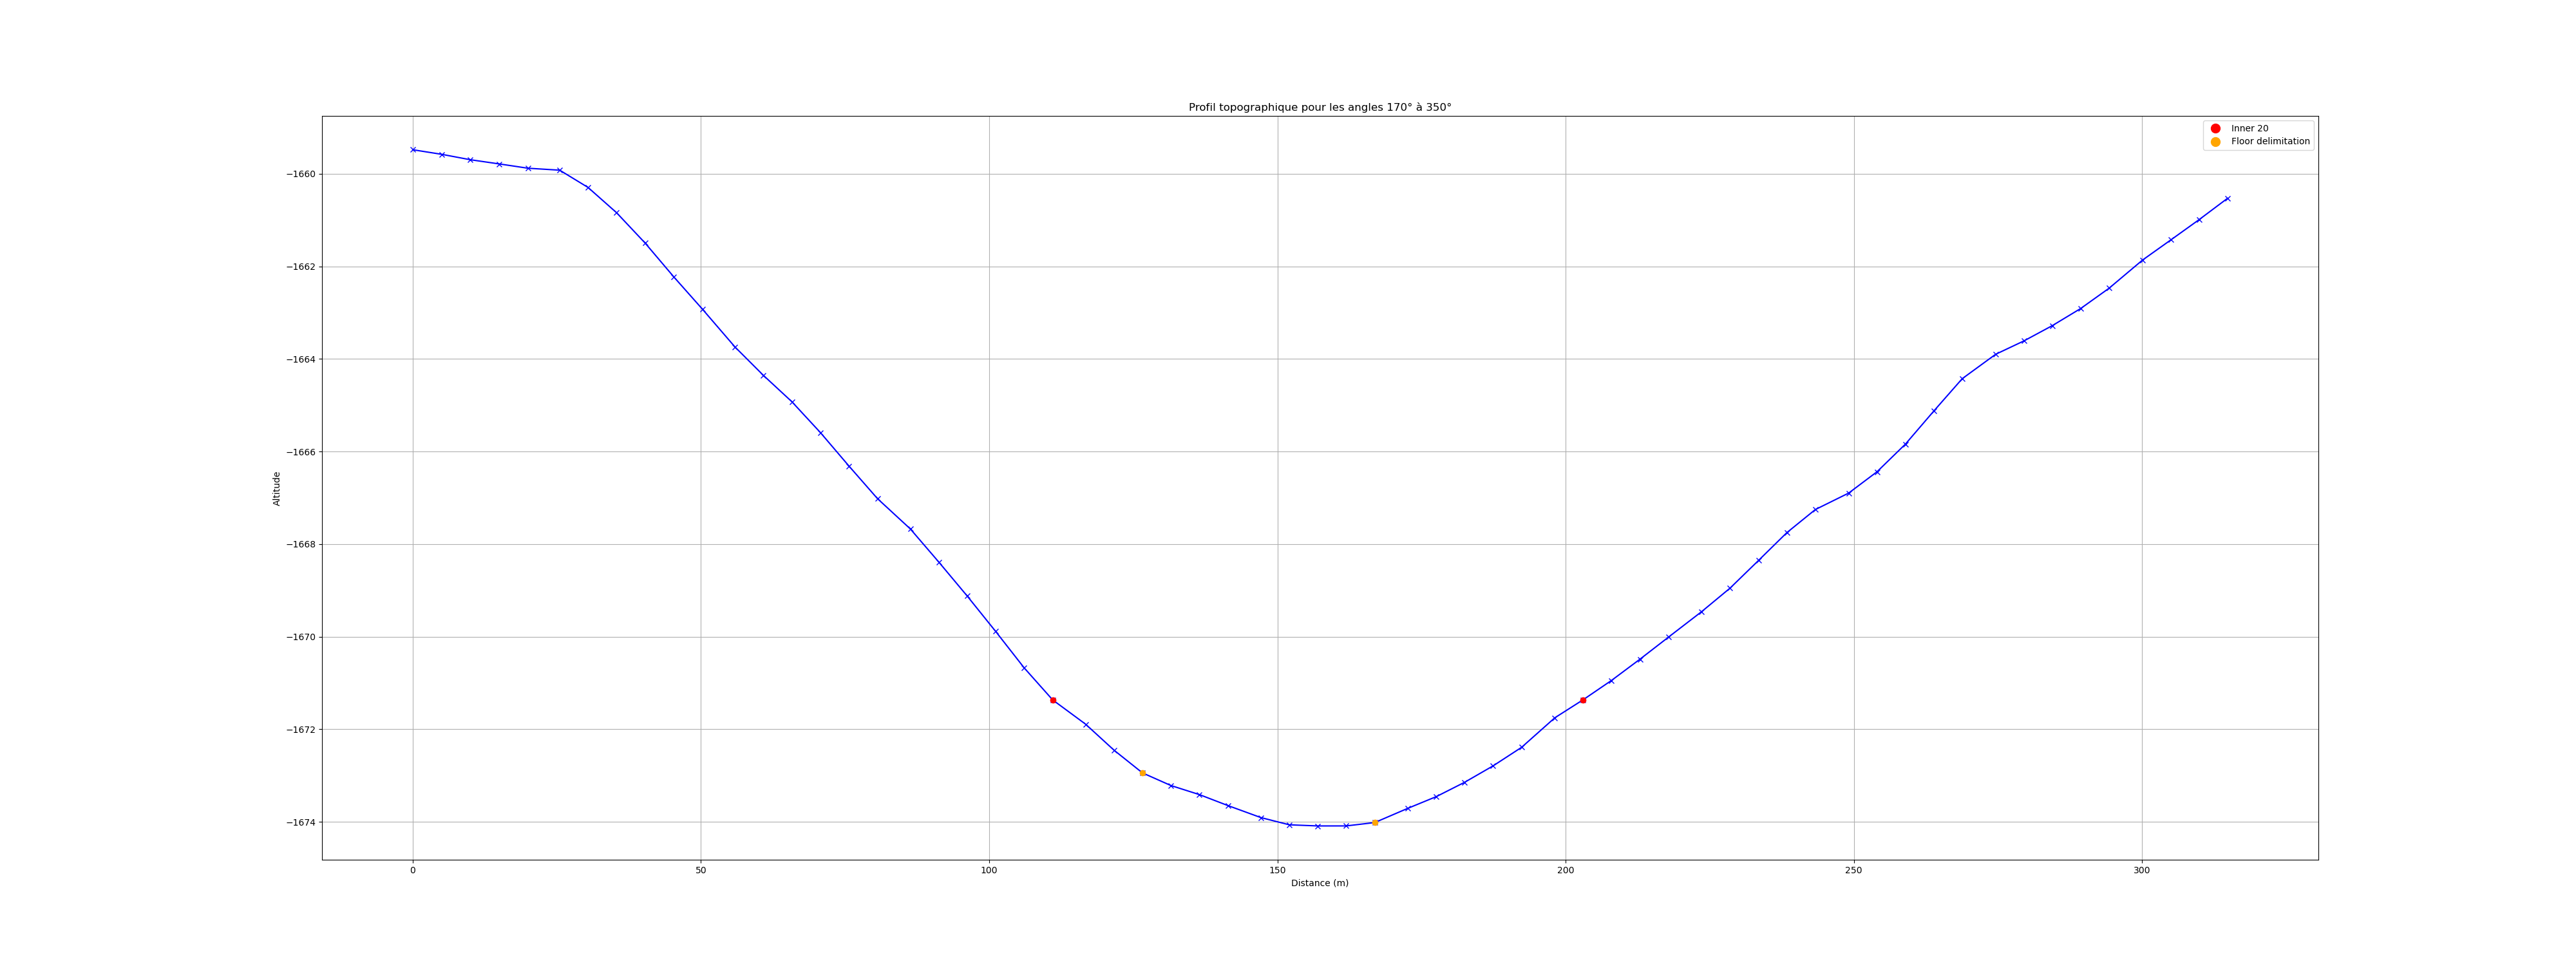 Profil topographique pour les angles 170° à 350°
Inner 20
Floor delimitation
−1660
−1662
−1664
−1666
−1668
−1670
−1672
−1674
Altitude
0 50 100 150 200 250 300
Distance (m)